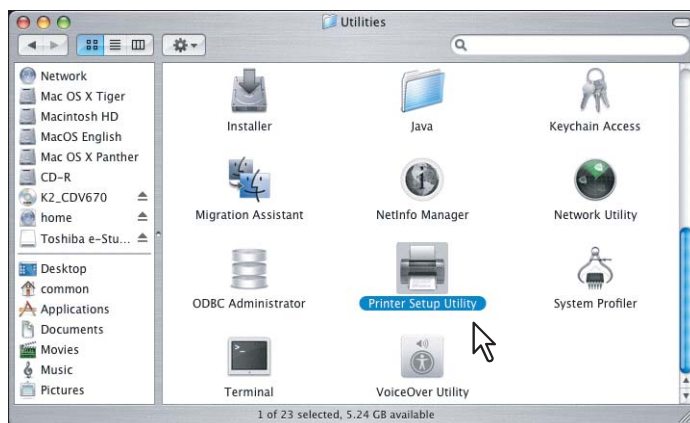 Utilities
Network
Mac OS X Tiger
Macintosh HD
MacOS English
Mac OS X Panther
CD-R
K2_CDV670
home
Toshiba e-Stu...
Desktop
common
Applications
Documents
Movies
Music
Pictures
Installer
Java
Keychain Access
Migration Assistant
NetInfo Manager
Network Utility
ODBC Administrator
Printer Setup Utility
System Profiler
Terminal
VoiceOver Utility
1 of 23 selected, 5.24 GB available